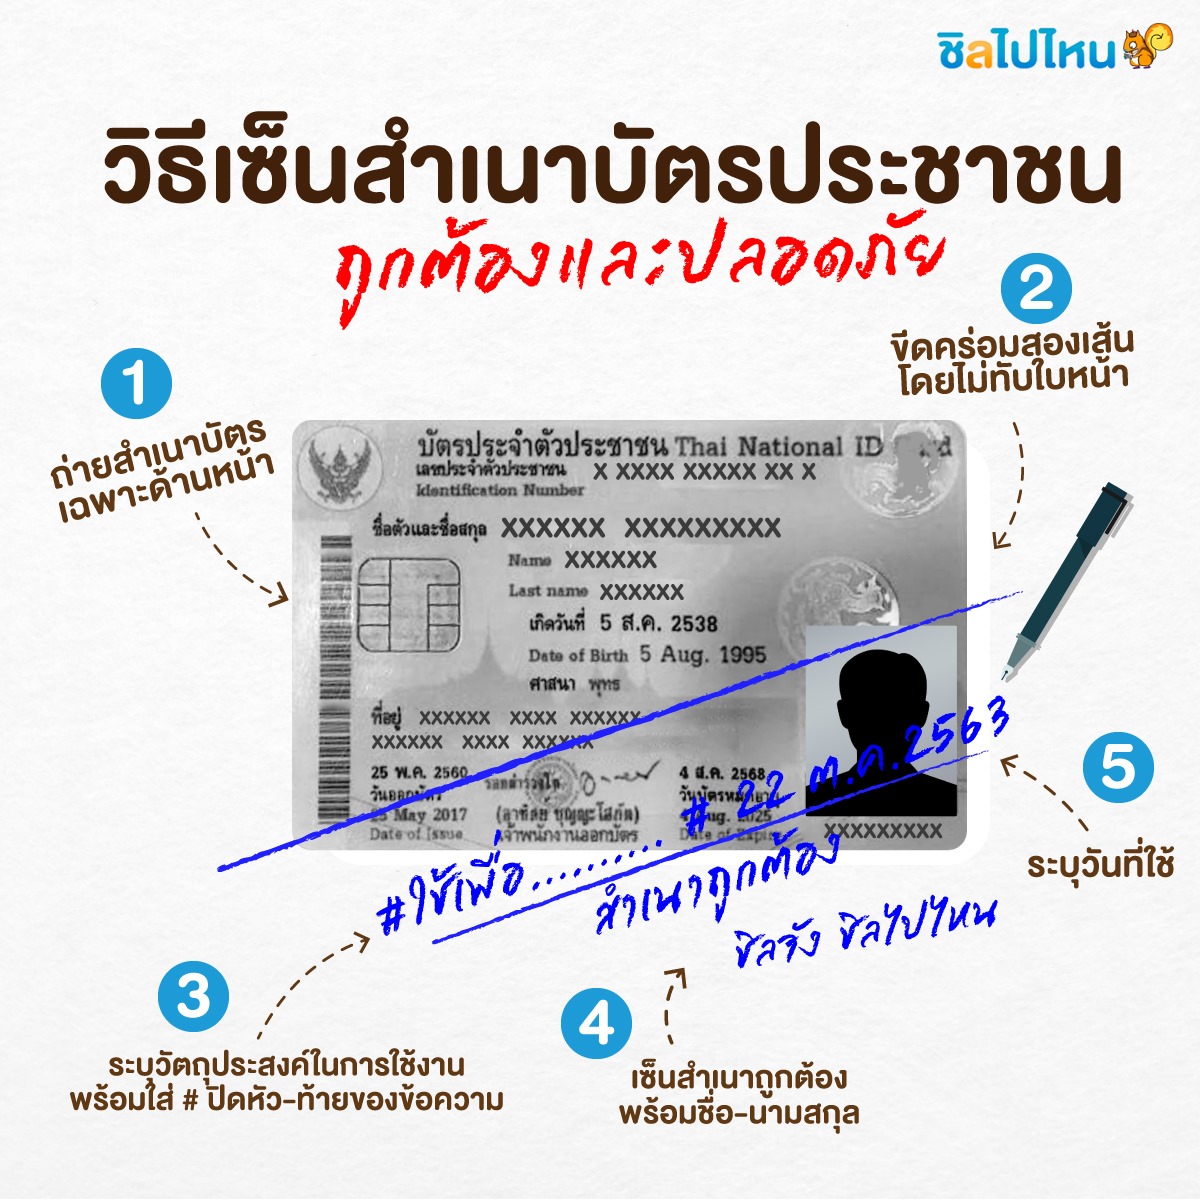 ชิลไปไหน
วิธีเซ็นสำเนาบัตรประชาชน
ถูกต้องและปลอดภัย
1
ถ่ายสำเนาบัตร
เฉพาะด้านหน้า
2
ขีดคร่อมสองเส้น
โดยไม่ทับใบหน้า
บัตรประจำตัวประชาชน Thai National ID
เลขประจำตัวประชาชน X XXXX XXXXX XX X
Identification Number
ชื่อตัวและชื่อสกุล XXXXXX XXXXXXXXX
Name XXXXXX
Last name XXXXXX
เกิดวันที่ 5 ส.ค. 2538
Date of Birth 5 Aug. 1995
ศาสนา พุทธ
ที่อยู่ XXXXXX XXXX XXXXXX
XXXXXX XXXX XXXXXX
25 พ.ค. 2560
วันออกบัตร
25 May 2017
Date of Issue
(อาทิตย บุญญะโสภัต)
เจ้าพนักงานออกบัตร
4 ส.ค. 2568
วันบัตรหมดอายุ
Aug. 2025
Date of Expiry
XXXXXXXXX
#ใช้เพื่อ.......... # 22 ต.ค.2563
สำเนาถูกต้อง
ชิลจัง ชิลไปไหน
3
ระบุวัตถุประสงค์ในการใช้งาน
พร้อมใส่ # ปิดหัว-ท้ายของข้อความ
4
เซ็นสำเนาถูกต้อง
พร้อมชื่อ-นามสกุล
5
ระบุวันที่ใช้